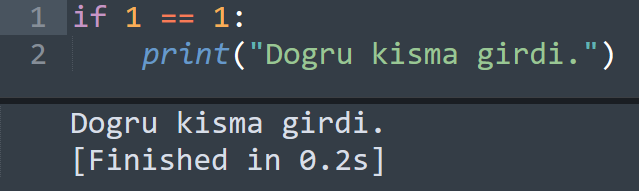 1 if 1 == 1:
2     print("Dogru kisma girdi.")
Dogru kisma girdi.
[Finished in 0.2s]